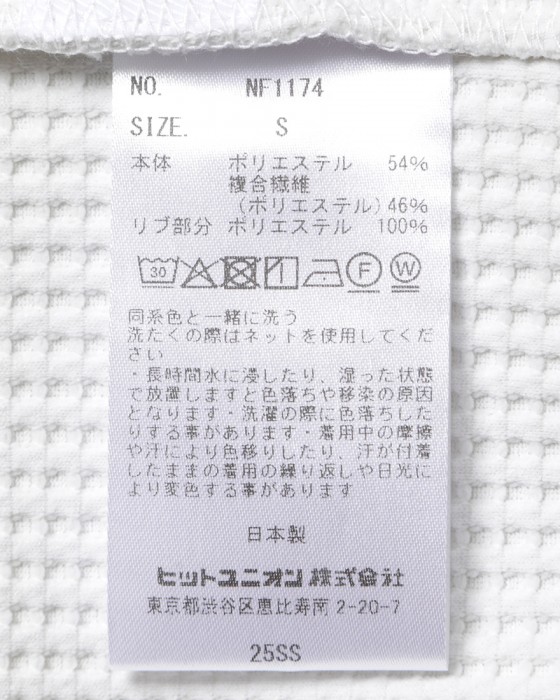 NO. NF1174
SIZE. S
本体 ポリエステル 54%
複合繊維
(ポリエステル) 46%
リブ部分 ポリエステル 100%
30 F W
同系色と一緒に洗う
洗たくの際はネットを使用してくだ
さい
・長時間水に浸したり、湿った状態
で放置しますと色落ちや移染の原因
となります・洗濯の際に色落ちした
りする事があります・着用中の摩擦
や汗により色移りしたり、汗が付着
したままの着用の繰り返しや日光に
より変色する事があります
日本製
ヒットユニオン株式会社
東京都渋谷区恵比寿南 2-20-7
25SS